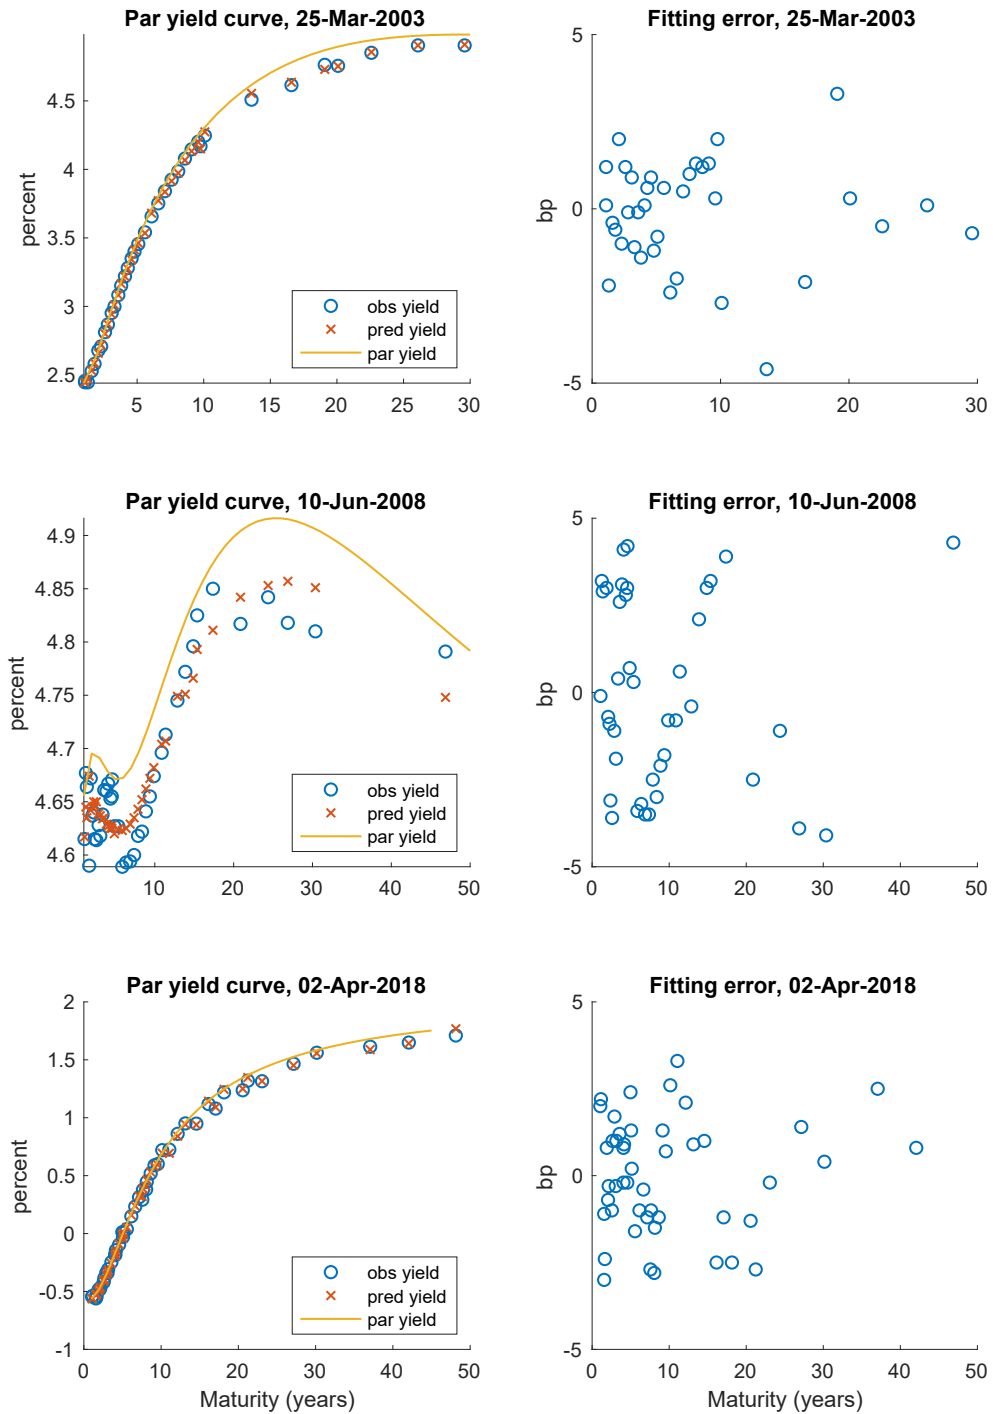 Par yield curve, 25-Mar-2003
Fitting error, 25-Mar-2003
percent
4.5
4
3.5
3
2.5
5 10 15 20 25 30
obs yield
pred yield
par yield
bp
5
0
-5
0 10 20 30
Par yield curve, 10-Jun-2008
Fitting error, 10-Jun-2008
percent
4.9
4.85
4.8
4.75
4.7
4.65
4.6
10 20 30 40 50
obs yield
pred yield
par yield
bp
5
0
-5
0 10 20 30 40 50
Par yield curve, 02-Apr-2018
Fitting error, 02-Apr-2018
percent
2
1.5
1
0.5
0
-0.5
-1
0 10 20 30 40 50
Maturity (years)
obs yield
pred yield
par yield
bp
5
0
-5
0 10 20 30 40 50
Maturity (years)